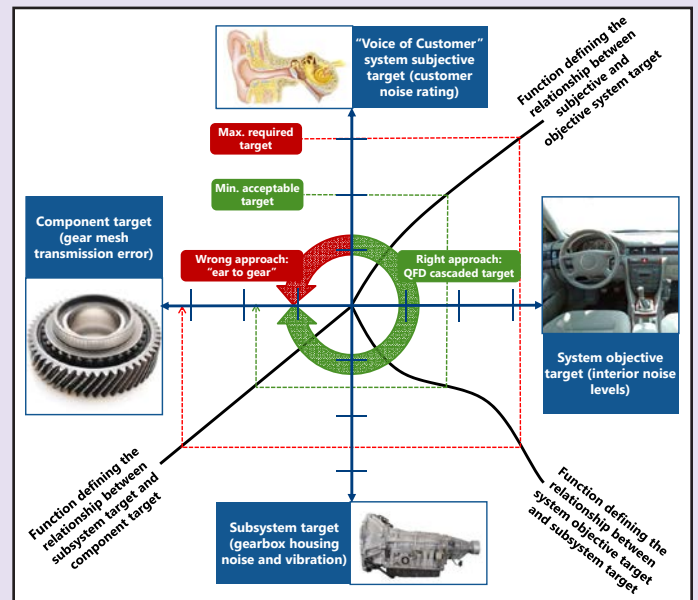 “Voice of Customer”
system subjective
target (customer
noise rating)
Function defining the
relationship between
subjective and
objective system target
Max. required
target
Min. acceptable
target
Component target
(gear mesh
transmission error)
Wrong approach:
“ear to gear”
Right approach:
QFD cascaded target
System objective
target (interior noise
levels)
Function defining the
relationship between
subsystem target and
component target
Subsystem target
(gearbox housing
noise and vibration)
Function defining the
relationship between
system objective target
and subsystem target